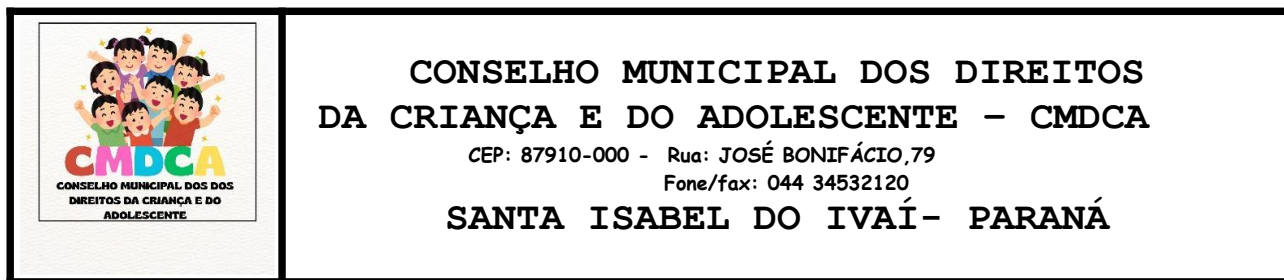 CMDCA
CONSELHO MUNICIPAL DOS DOS
DIREITOS DA CRIANÇA E DO
ADOLESCENTE
CONSELHO MUNICIPAL DOS DIREITOS
DA CRIANÇA E DO ADOLESCENTE – CMDCA
CEP: 87910-000 - Rua: JOSÉ BONIFÁCIO,79
Fone/fax: 044 34532120
SANTA ISABEL DO IVAÍ- PARANÁ